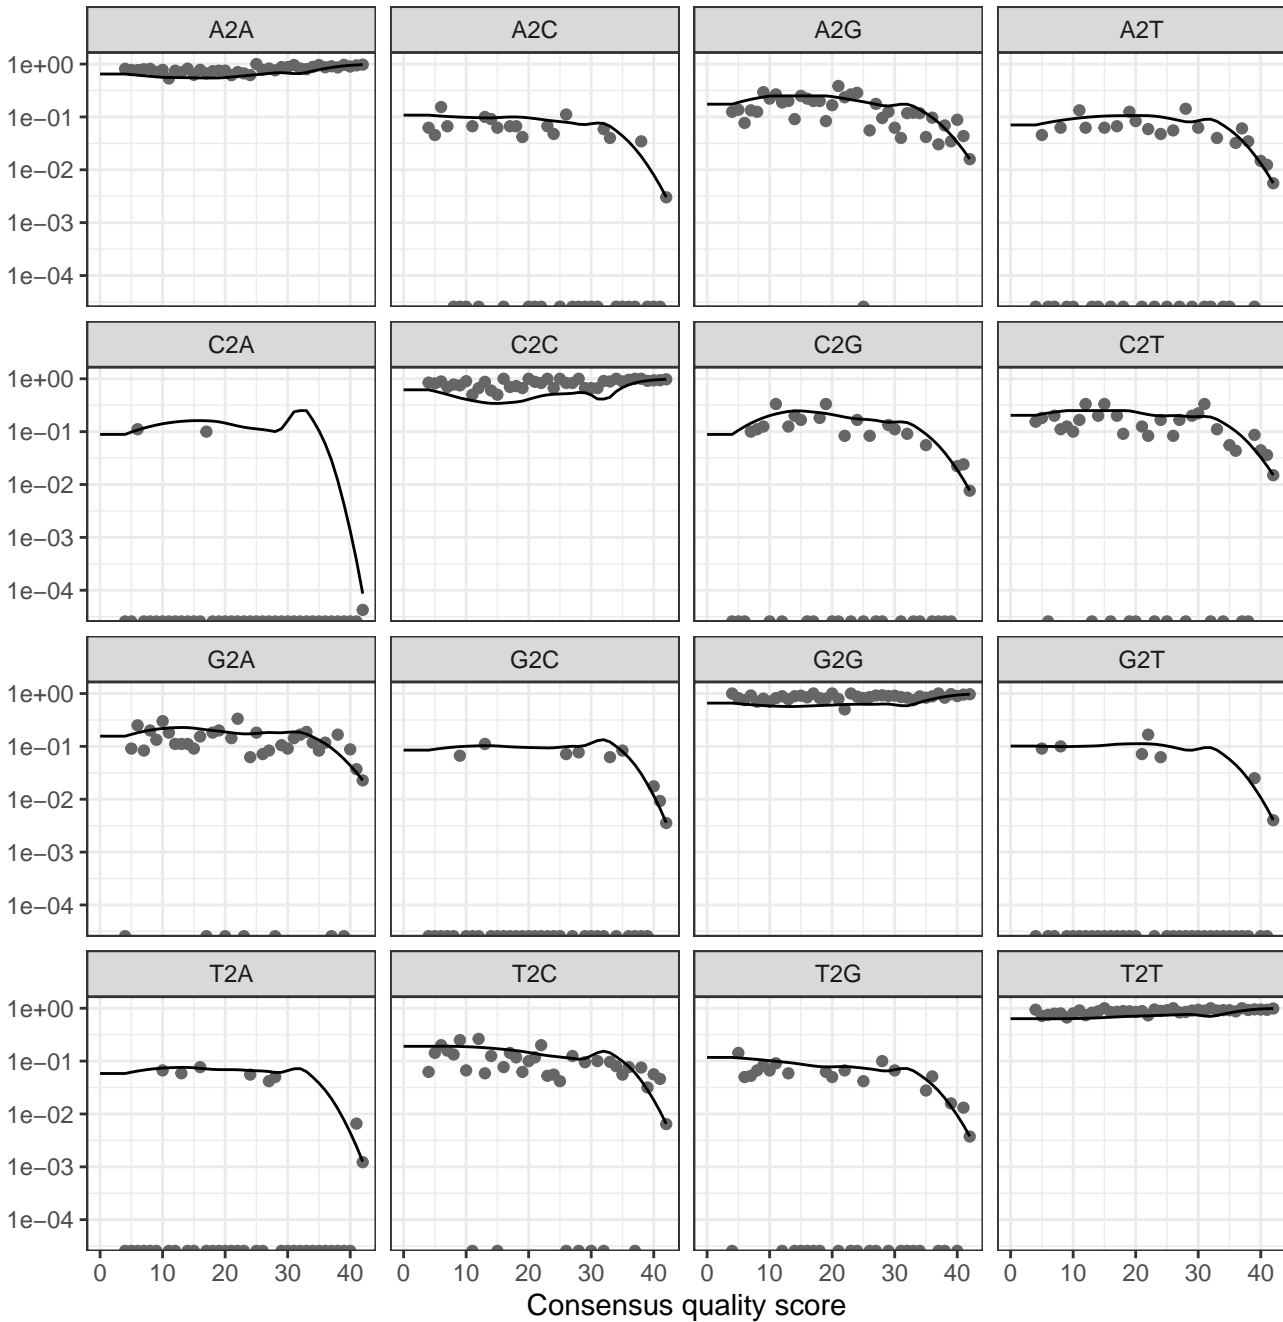 A2A A2C A2G A2T
1e+00
1e−01
1e−02
1e−03
1e−04
C2A C2C C2G C2T
1e+00
1e−01
1e−02
1e−03
1e−04
G2A G2C G2G G2T
1e+00
1e−01
1e−02
1e−03
1e−04
T2A T2C T2G T2T
1e+00
1e−01
1e−02
1e−03
1e−04
0 10 20 30 40 0 10 20 30 40 0 10 20 30 40 0 10 20 30 40
Consensus quality score